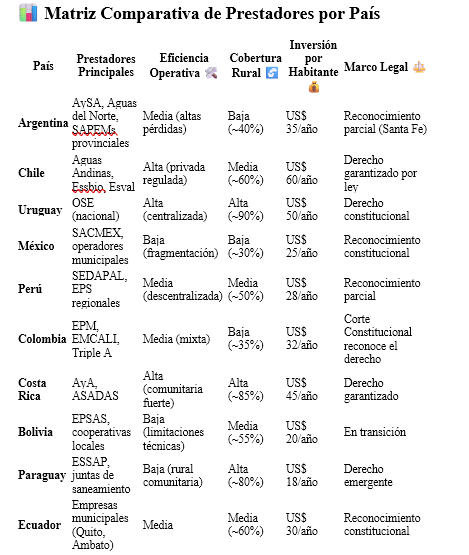 📊 Matriz Comparativa de Prestadores por País
País | Prestadores Principales | Eficiencia Operativa 🛠️ | Cobertura Rural 🚰 | Inversión por Habitante 💰 | Marco Legal ⚖️
Argentina | AySA, Aguas del Norte, SAPEMs provinciales | Media (altas pérdidas) | Baja (~40%) | US$ 35/año | Reconocimiento parcial (Santa Fe)
Chile | Aguas Andinas, Essbio, Esval | Alta (privada regulada) | Media (~60%) | US$ 60/año | Derecho garantizado por ley
Uruguay | OSE (nacional) | Alta (centralizada) | Alta (~90%) | US$ 50/año | Derecho constitucional
México | SACMEX, operadores municipales | Baja (fragmentación) | Baja (~30%) | US$ 25/año | Reconocimiento constitucional
Perú | SEDAPAL, EPS regionales | Media (descentralizada) | Media (~50%) | US$ 28/año | Reconocimiento parcial
Colombia | EPM, EMCALI, Triple A | Media (mixta) | Baja (~35%) | US$ 32/año | Corte Constitucional reconoce el derecho
Costa Rica | AyA, ASADAS | Alta (comunitaria fuerte) | Alta (~85%) | US$ 45/año | Derecho garantizado
Bolivia | EPSAS, cooperativas locales | Baja (limitaciones técnicas) | Media (~55%) | US$ 20/año | En transición
Paraguay | ESSAP, juntas de saneamiento | Baja (rural comunitaria) | Alta (~80%) | US$ 18/año | Derecho emergente
Ecuador | Empresas municipales (Quito, Ambato) | Media | Media (~60%) | US$ 30/año | Reconocimiento constitucional